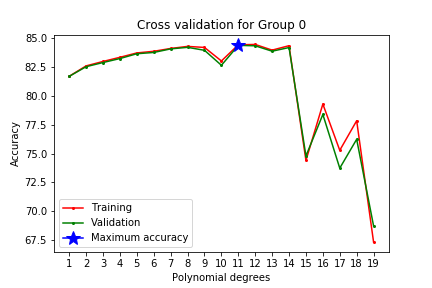 Cross validation for Group 0
Accuracy
85.0
82.5
80.0
77.5
75.0
72.5
70.0
67.5
Training
Validation
Maximum accuracy
1 2 3 4 5 6 7 8 9 10 11 12 13 14 15 16 17 18 19
Polynomial degrees